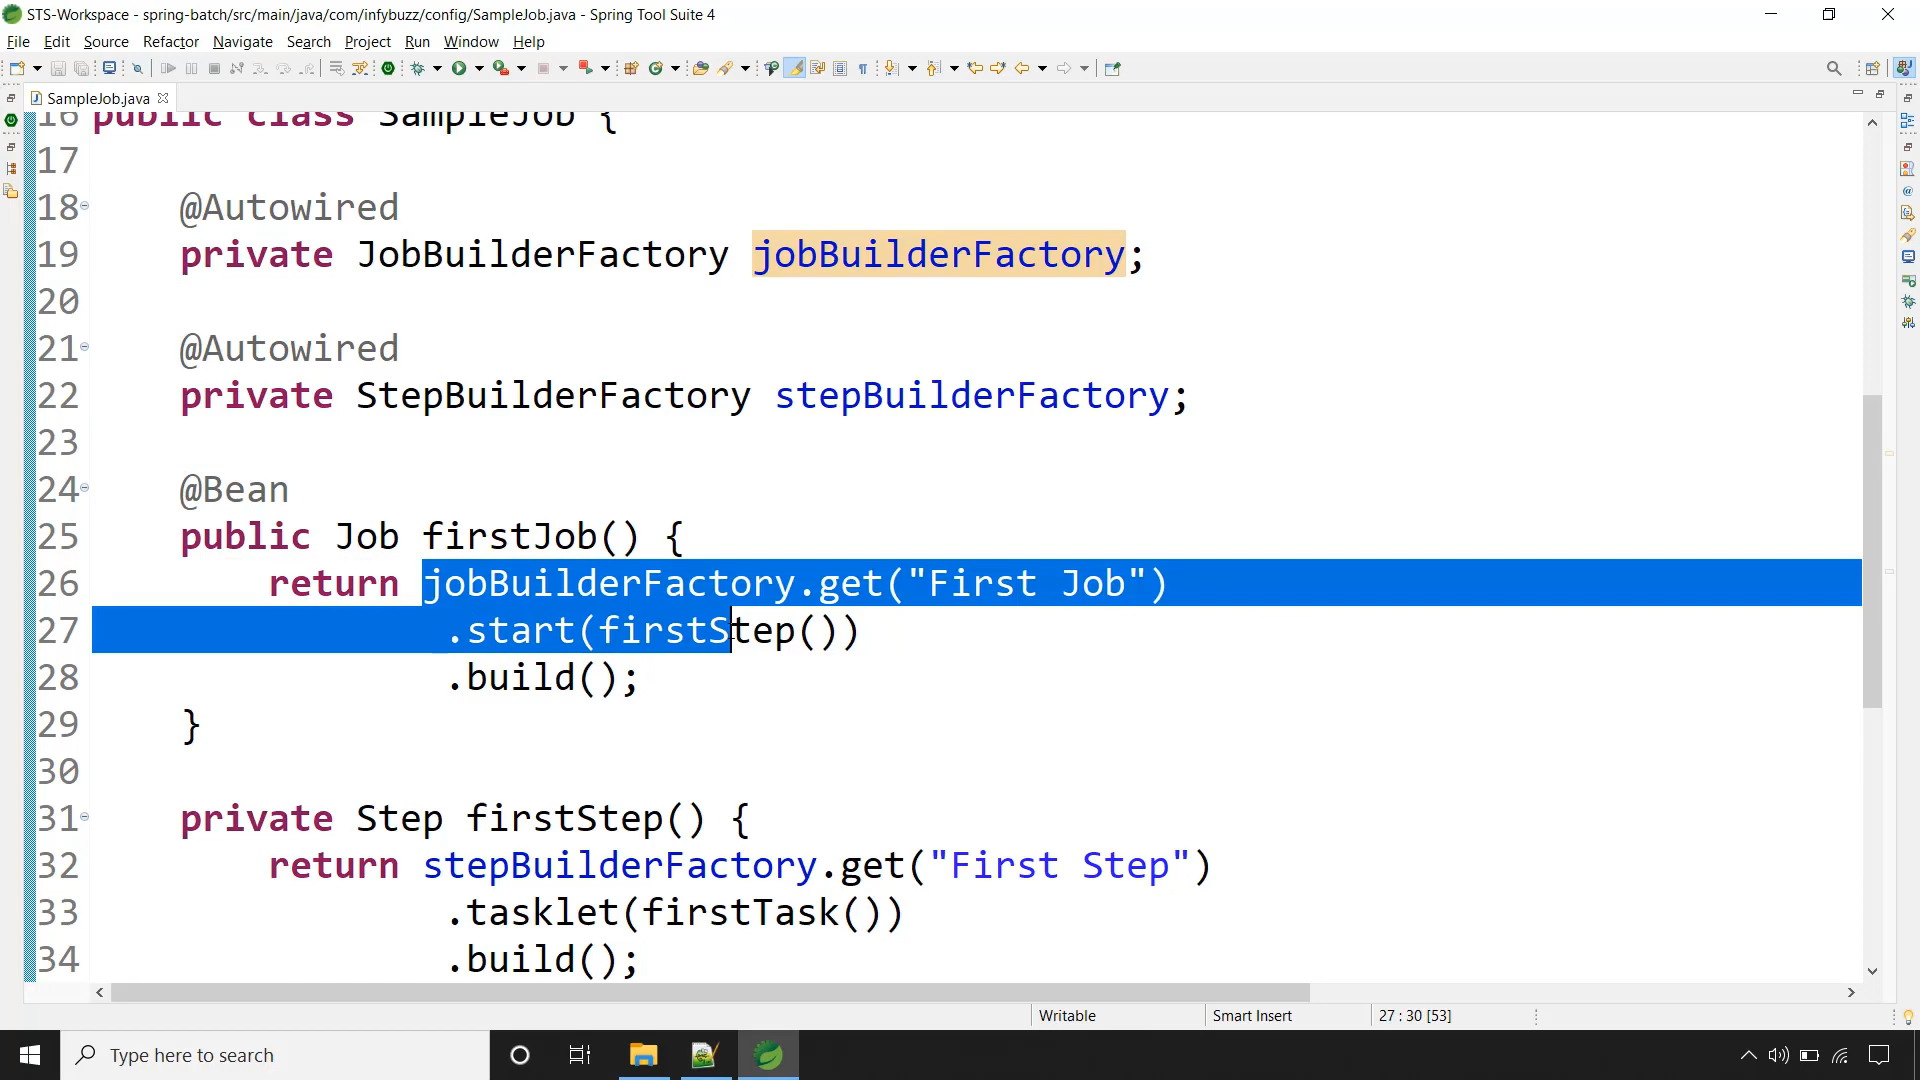 STS-Workspace - spring-batch/src/main/java/com/infybuzz/config/SampleJob.java - Spring Tool Suite 4
File Edit Source Refactor Navigate Search Project Run Window Help
SampleJob.java
16 public class SampleJob {
17
18 @Autowired
19 private JobBuilderFactory jobBuilderFactory;
20
21 @Autowired
22 private StepBuilderFactory stepBuilderFactory;
23
24 @Bean
25 public Job firstJob() {
26 return jobBuilderFactory.get("First Job")
27 .start(firstStep())
28 .build();
29 }
30
31 private Step firstStep() {
32 return stepBuilderFactory.get("First Step")
33 .tasklet(firstTask())
34 .build();
Writable Smart Insert 27 : 30 [53]
Type here to search